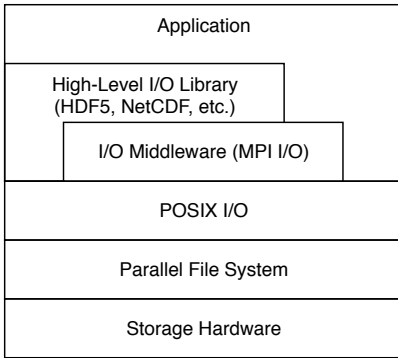 Application
High-Level I/O Library
(HDF5, NetCDF, etc.)
I/O Middleware (MPI I/O)
POSIX I/O
Parallel File System
Storage Hardware